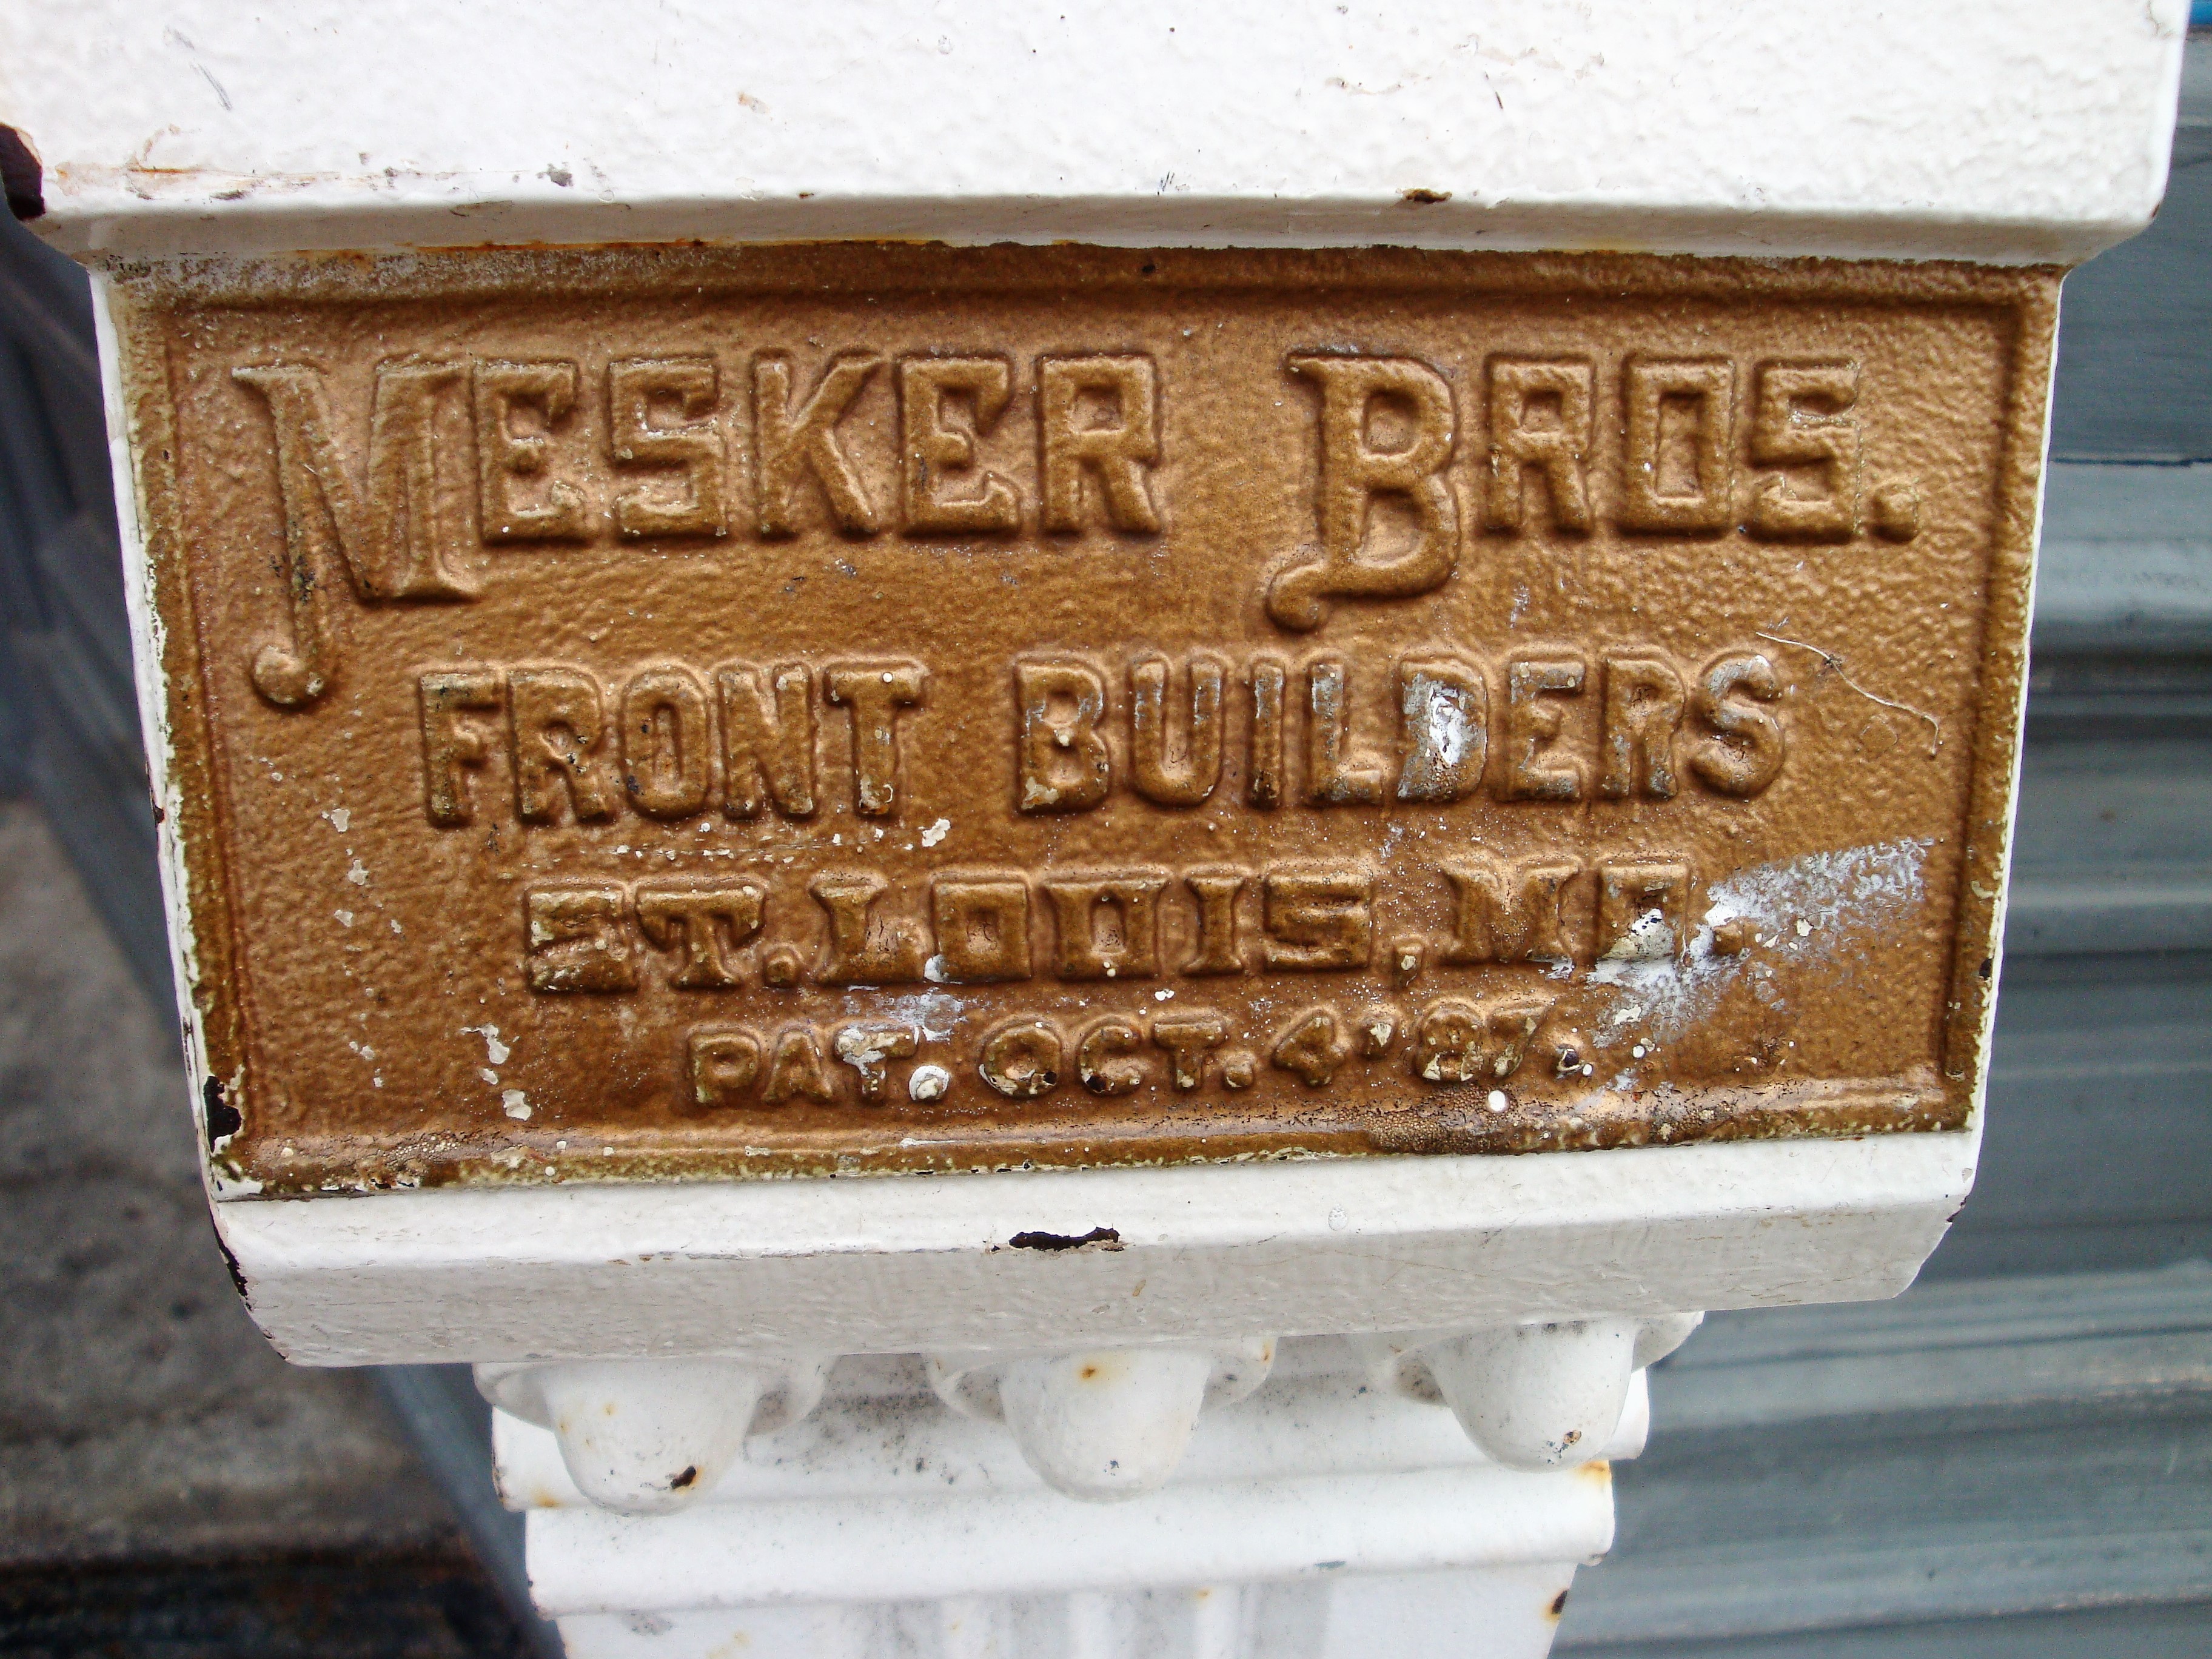 MESKER BROS.
FRONT BUILDERS
ST. LOUIS, MO.
PAT. OCT. 4'87.